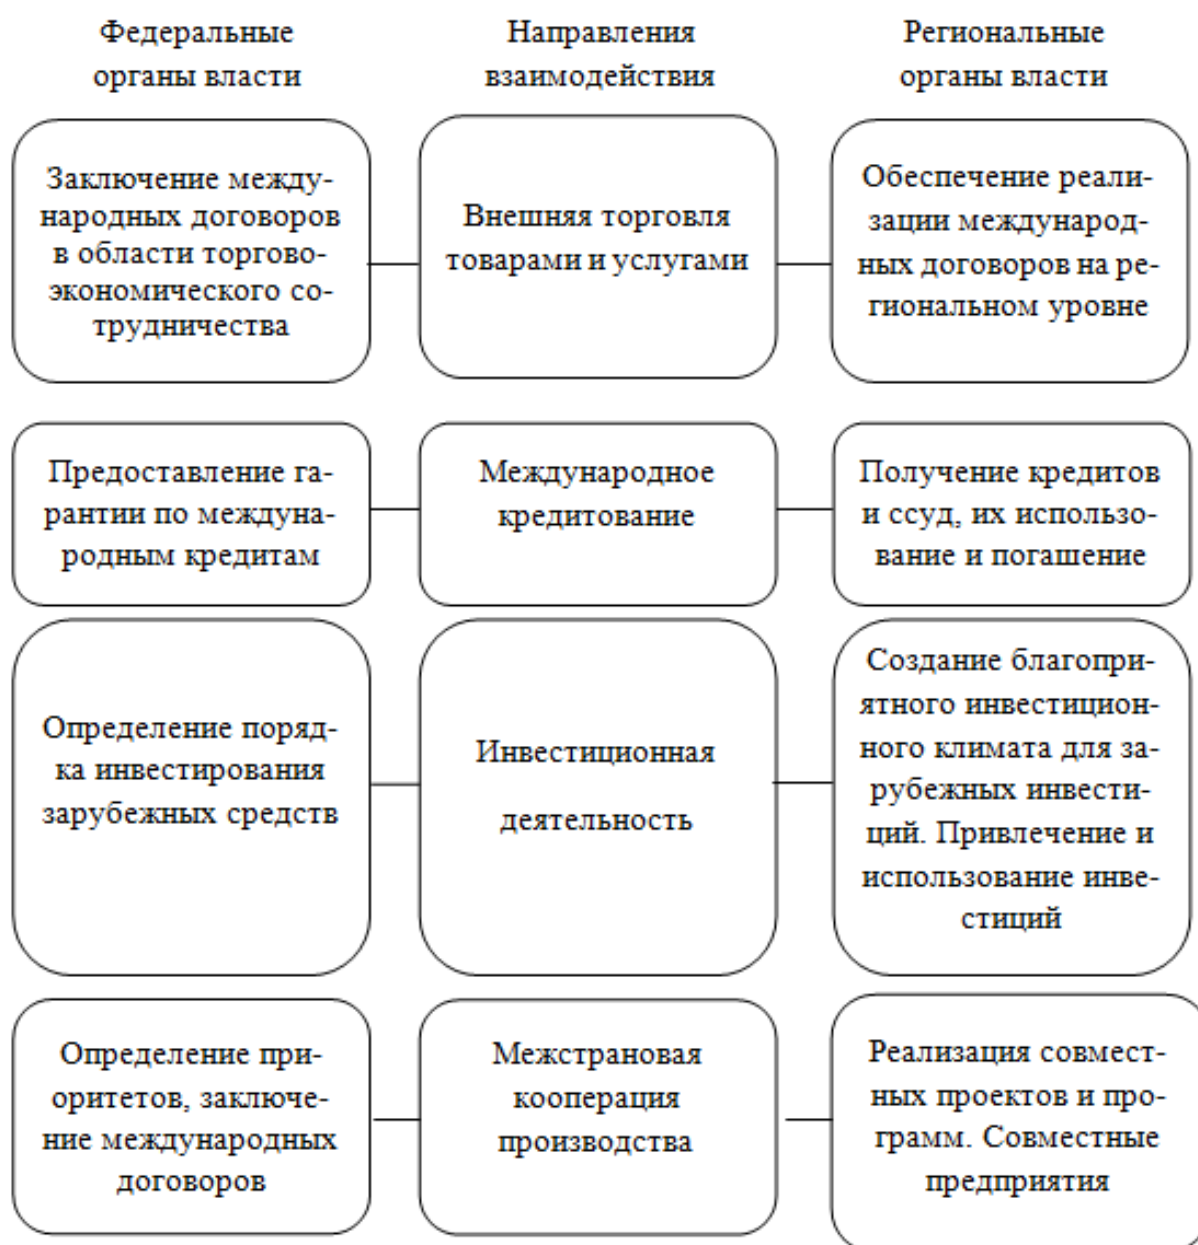 Федеральные
органы власти
Направления
взаимодействия
Региональные
органы власти
Заключение между-
народных договоров
в области торгово-
экономического со-
трудничества
Внешняя торговля
товарами и услугами
Обеспечение реали-
зации международ-
ных договоров на ре-
гиональном уровне
Предоставление га-
рантии по междуна-
родным кредитам
Международное
кредитование
Получение кредитов
и ссуд, их использо-
вание и погашение
Определение поряд-
ка инвестирования
зарубежных средств
Инвестиционная
деятельность
Создание благопри-
ятного инвестицион-
ного климата для за-
рубежных инвести-
ций. Привлечение и
использование инве-
стиций
Определение при-
оритетов, заключе-
ние международных
договоров
Межстрановая
кооперация
производства
Реализация совмест-
ных проектов и про-
грамм. Совместные
предприятия